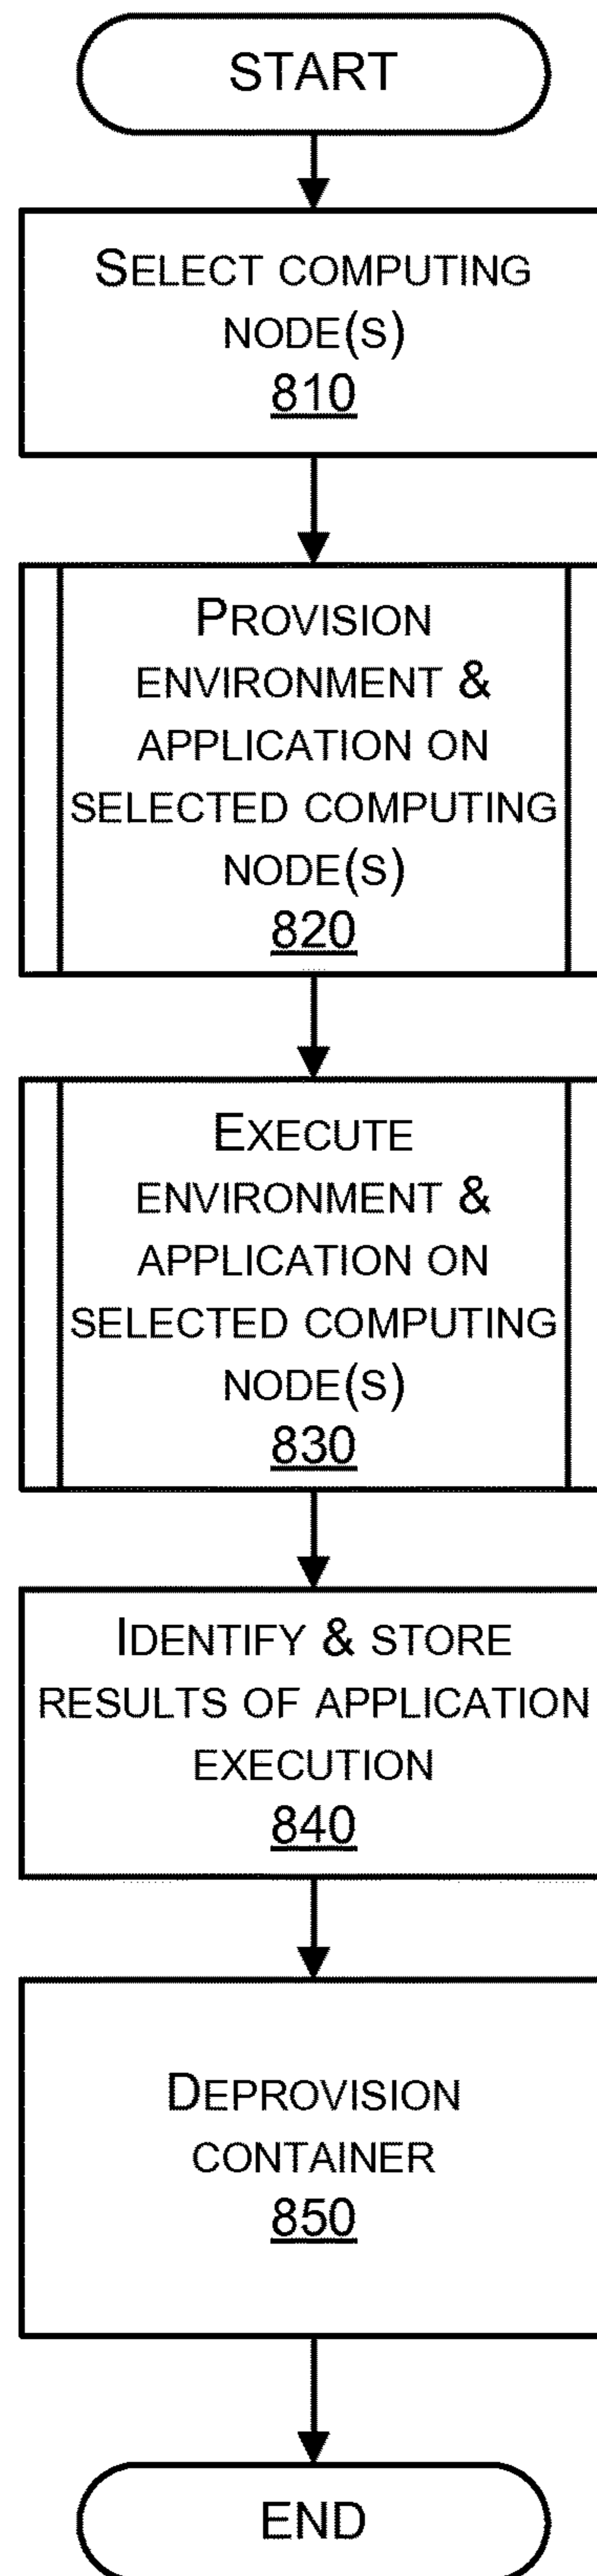 START
SELECT COMPUTING
NODE(S)
810
PROVISION
ENVIRONMENT &
APPLICATION ON
SELECTED COMPUTING
NODE(S)
820
EXECUTE
ENVIRONMENT &
APPLICATION ON
SELECTED COMPUTING
NODE(S)
830
IDENTIFY & STORE
RESULTS OF APPLICATION
EXECUTION
840
DEPROVISION
CONTAINER
850
END